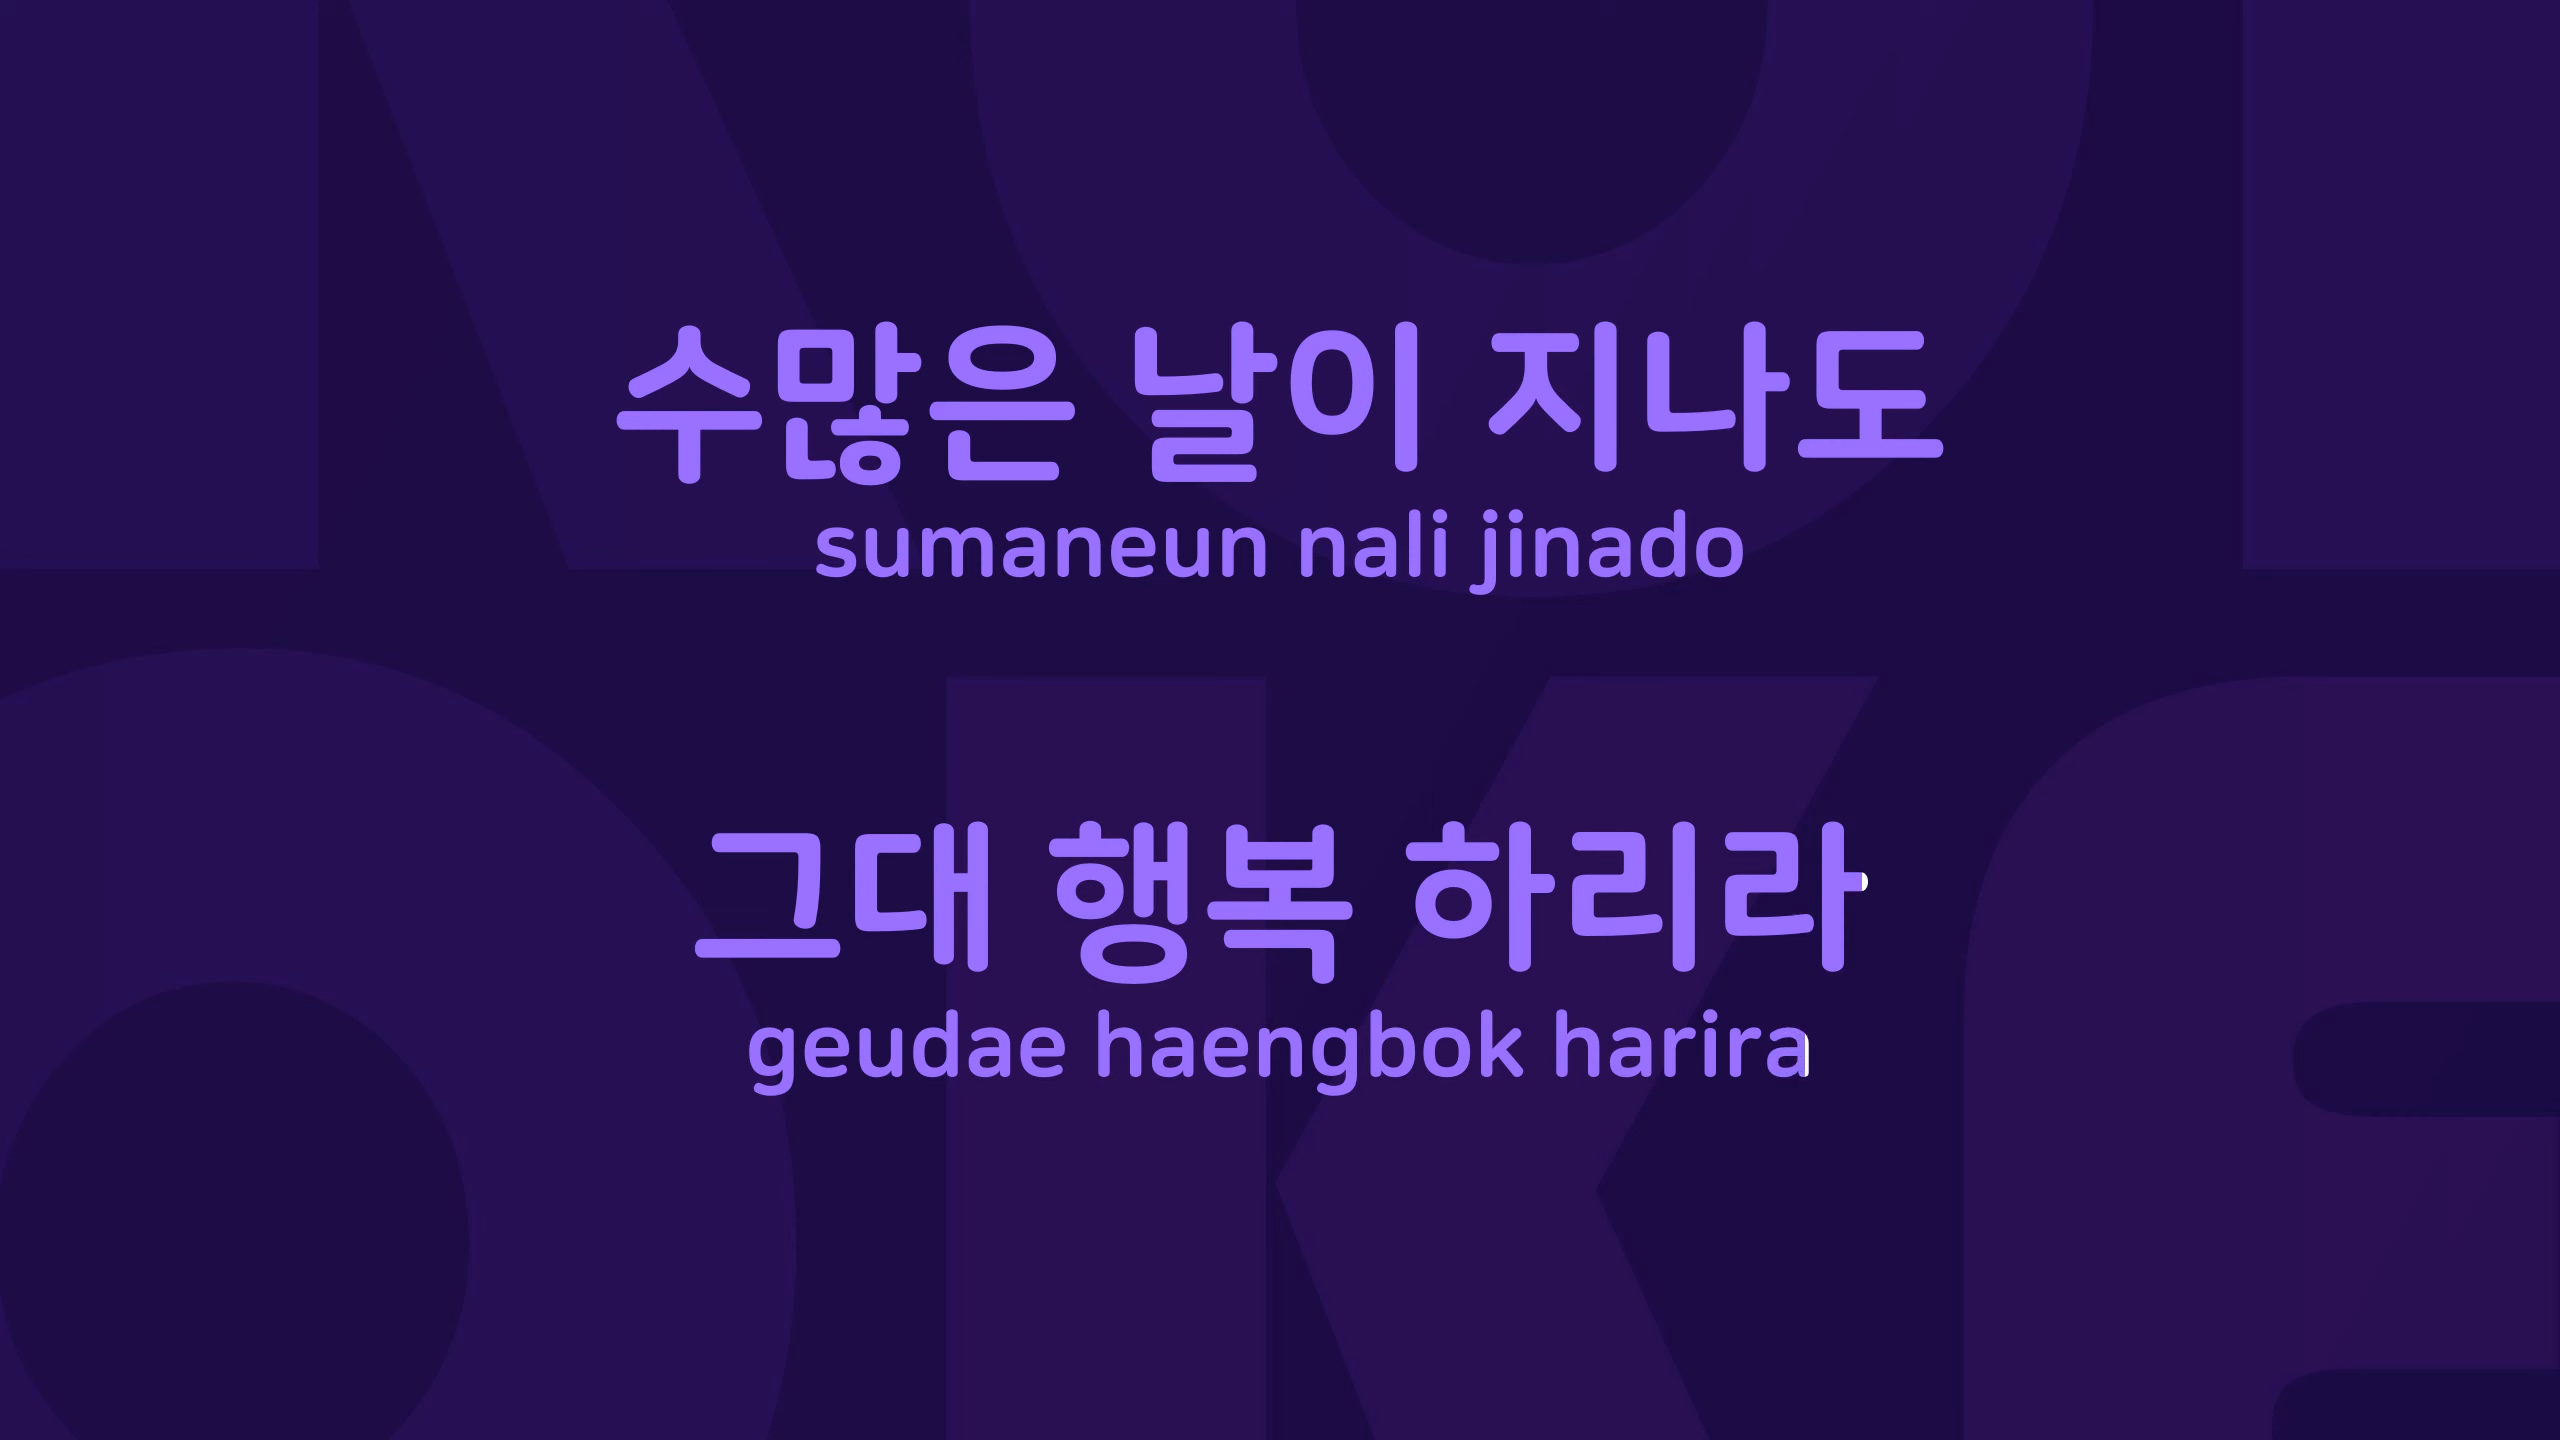 수많은 날이 지나도
sumaneun nali jinado
그대 행복 하리라
geudae haengbok harira